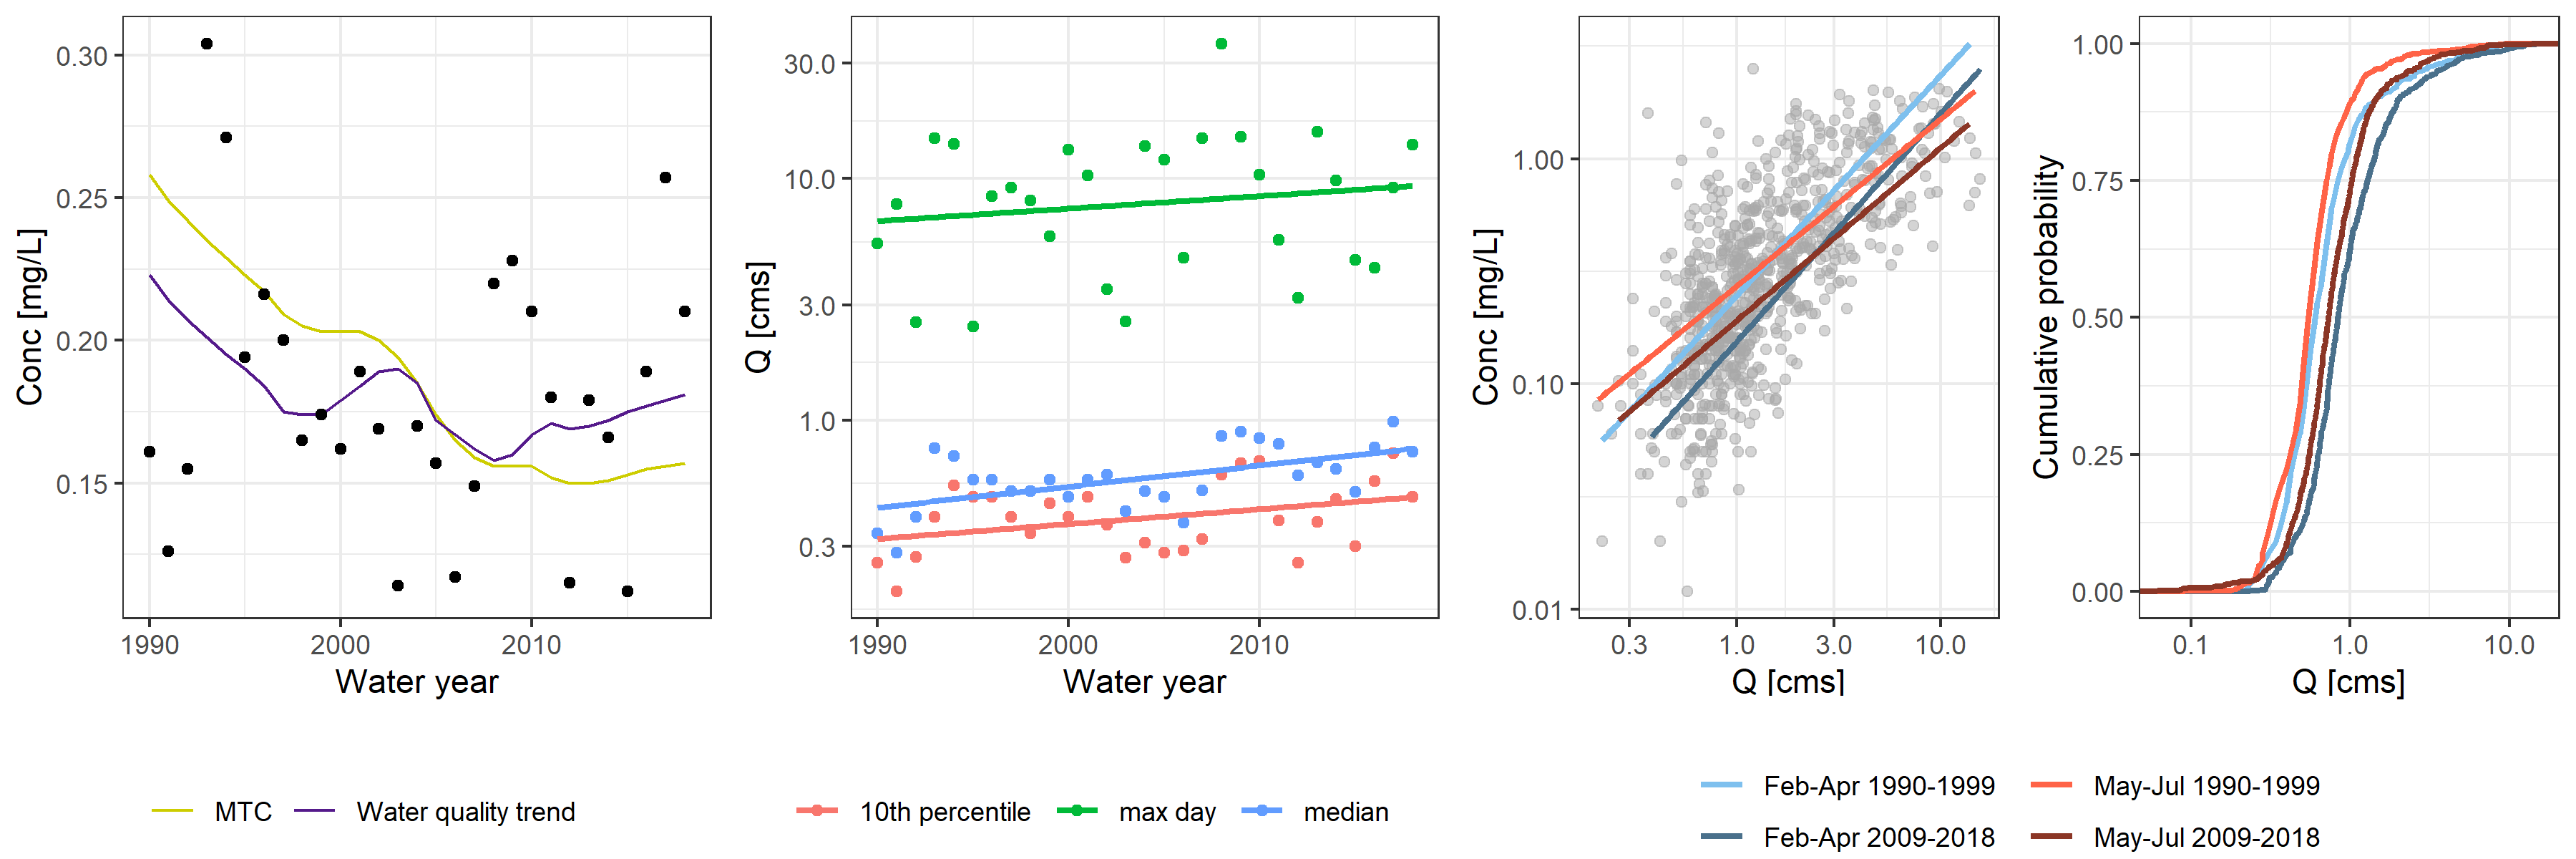 Conc [mg/L]
0.30
0.25
0.20
0.15
1990 2000 2010
Water year
MTC Water quality trend
Q [cms]
30.0
10.0
3.0
1.0
0.3
1990 2000 2010
Water year
10th percentile max day median
Conc [mg/L]
1.00
0.10
0.01
0.3 1.0 3.0 10.0
Q [cms]
Cumulative probability
1.00
0.75
0.50
0.25
0.00
0.1 1.0 10.0
Q [cms]
Feb-Apr 1990-1999 May-Jul 1990-1999
Feb-Apr 2009-2018 May-Jul 2009-2018